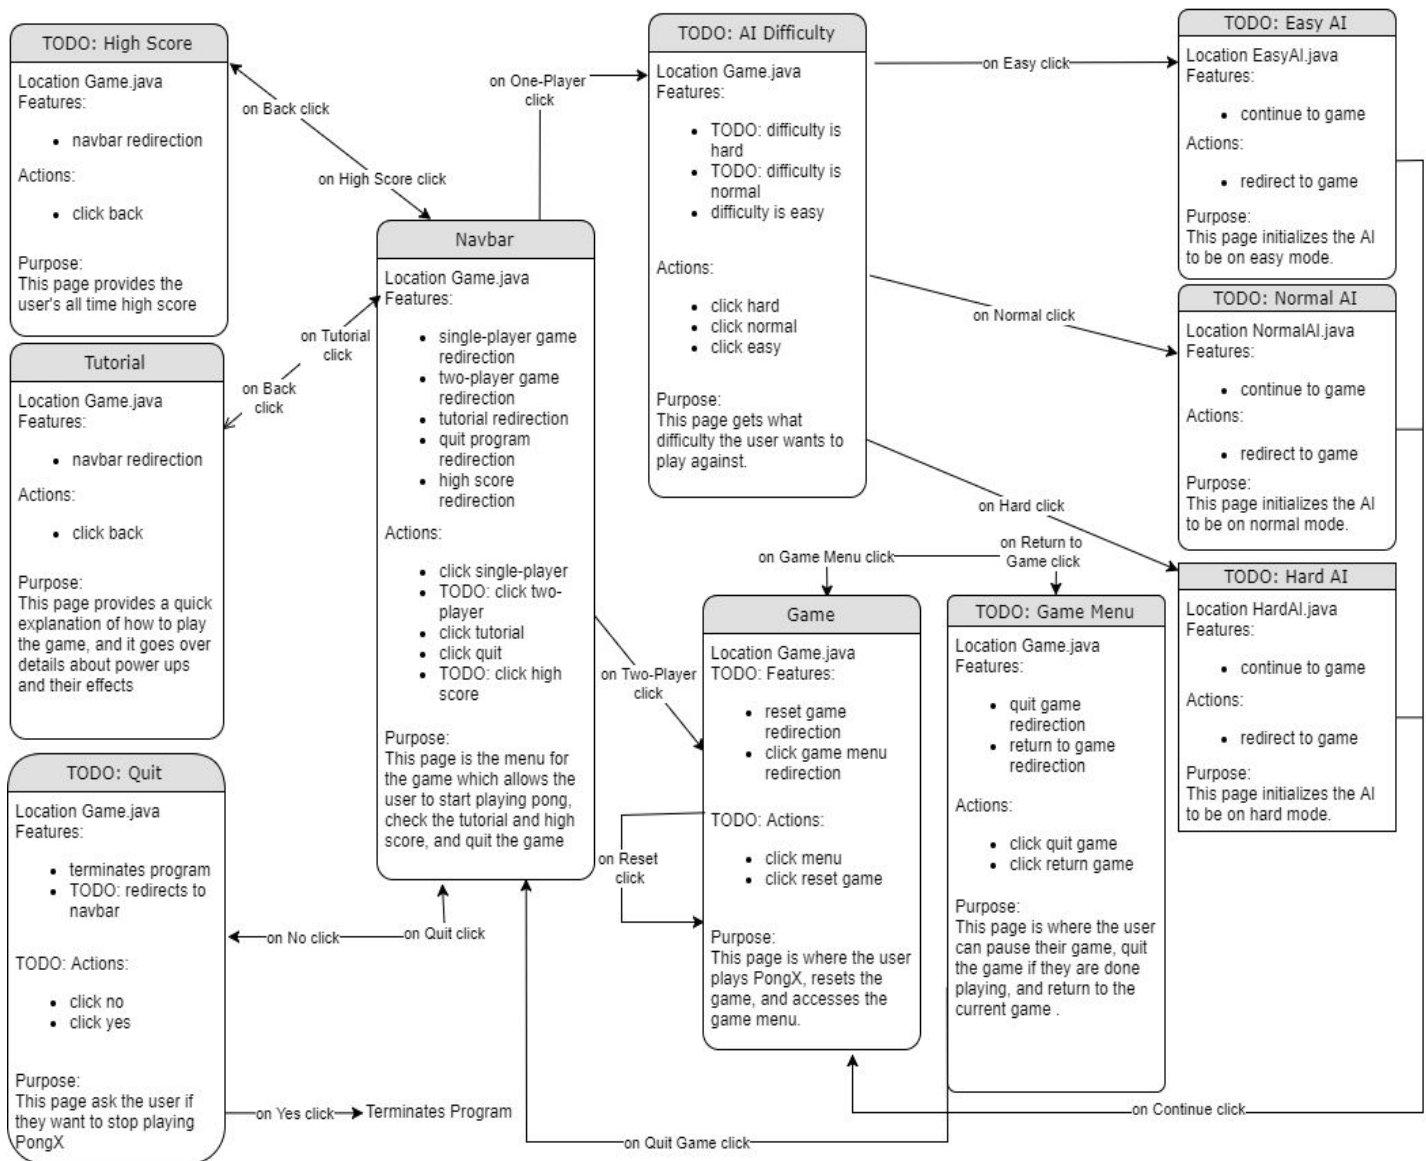 TODO: High Score
Location Game.java
Features:
• navbar redirection
Actions:
• click back
Purpose:
This page provides the
user's all time high score
on Back click
on High Score click
Tutorial
Location Game.java
Features:
• navbar redirection
Actions:
• click back
Purpose:
This page provides a quick
explanation of how to play
the game, and it goes over
details about power ups
and their effects
on Tutorial
click
on Back
click
TODO: Quit
Location Game.java
Features:
• terminates program
• TODO: redirects to
navbar
TODO: Actions:
• click no
• click yes
Purpose:
This page ask the user if
they want to stop playing
PongX
on No click
on Quit click
on Yes click
Terminates Program
Navbar
Location Game.java
Features:
• single-player game
redirection
• two-player game
redirection
• tutorial redirection
• quit program
redirection
• high score
redirection
Actions:
• click single-player
• TODO: click two-
player
• click tutorial
• click quit
• TODO: click high
score
Purpose:
This page is the menu for
the game which allows the
user to start playing pong,
check the tutorial and high
score, and quit the game
on One-Player
click
TODO: AI Difficulty
Location Game.java
Features:
• TODO: difficulty is
hard
• TODO: difficulty is
normal
• difficulty is easy
Actions:
• click hard
• click normal
• click easy
Purpose:
This page gets what
difficulty the user wants to
play against.
on Easy click
on Normal click
on Hard click
on Game Menu click
on Return to
Game click
on Two-Player
click
Game
Location Game.java
TODO: Features:
• reset game
redirection
• click game menu
redirection
TODO: Actions:
• click menu
• click reset game
Purpose:
This page is where the user
plays PongX, resets the
game, and accesses the
game menu.
on Reset
click
TODO: Game Menu
Location Game.java
Features:
• quit game
redirection
• return to game
redirection
Actions:
• click quit game
• click return game
Purpose:
This page is where the user
can pause their game, quit
the game if they are done
playing, and return to the
current game .
on Quit Game click
TODO: Easy AI
Location EasyAI.java
Features:
• continue to game
Actions:
• redirect to game
Purpose:
This page initializes the AI
to be on easy mode.
TODO: Normal AI
Location NormalAI.java
Features:
• continue to game
Actions:
• redirect to game
Purpose:
This page initializes the AI
to be on normal mode.
TODO: Hard AI
Location HardAI.java
Features:
• continue to game
Actions:
• redirect to game
Purpose:
This page initializes the AI
to be on hard mode.
on Continue click